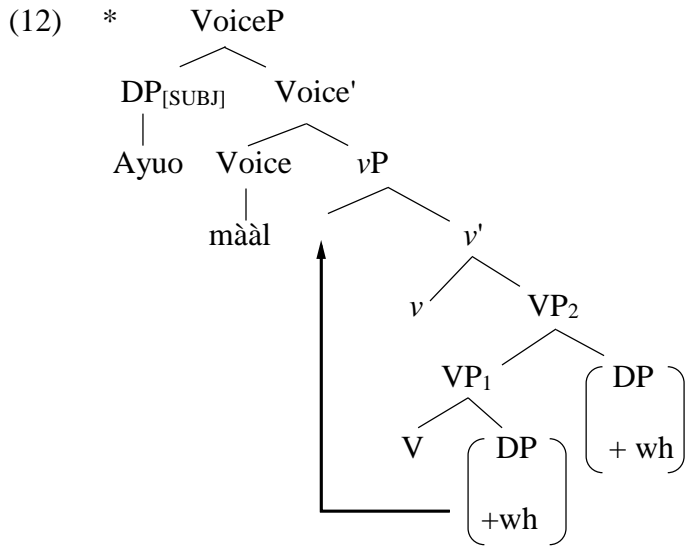 (12) * VoiceP
DP[SUBJ] Voice'
Ayuo Voice vP
mààl v'
v VP2
VP1 DP
V DP + wh
+wh